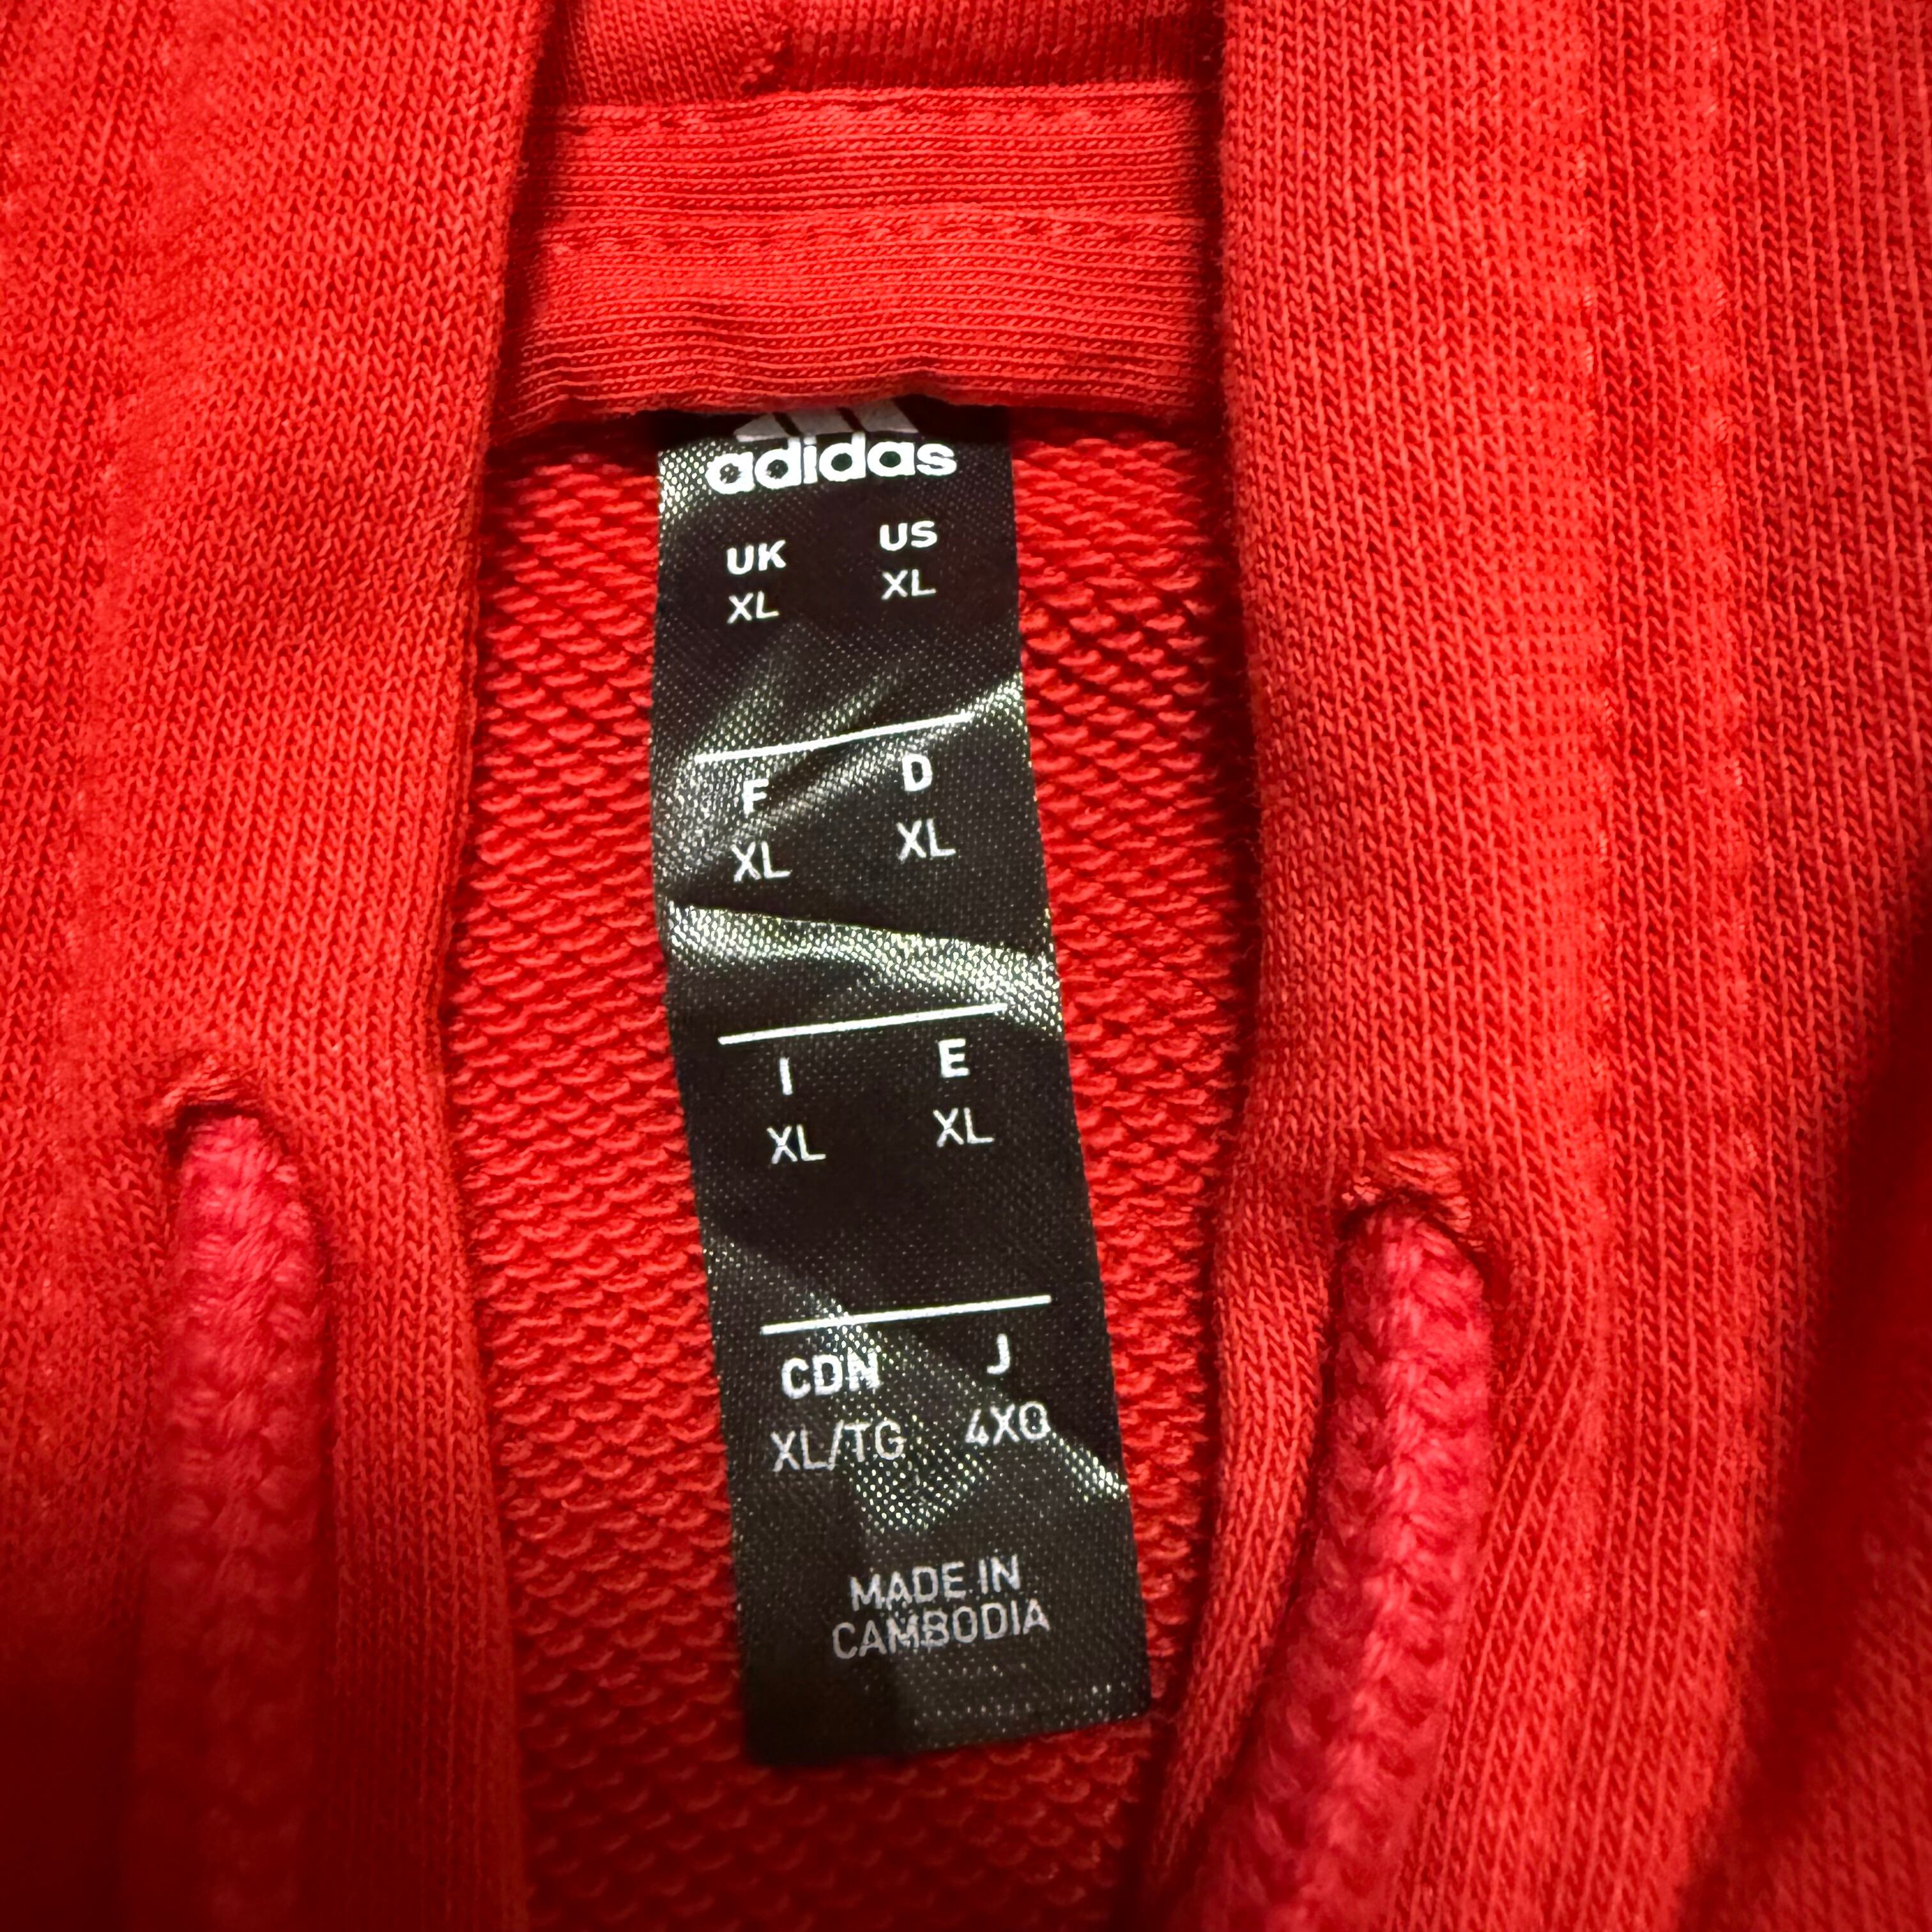 adidas
UK US
XL XL
F D
XL XL
I E
XL XL
CDN J
XL/TG 4XO
MADE IN
CAMBODIA